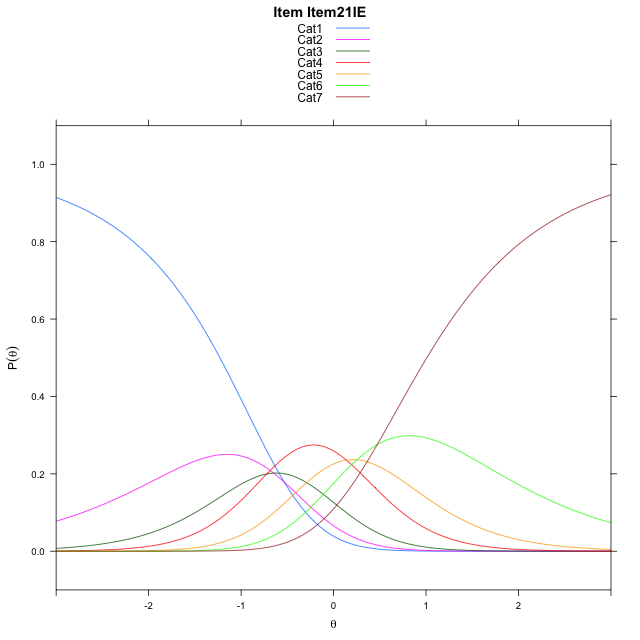 Item Item21IE
Cat1
Cat2
Cat3
Cat4
Cat5
Cat6
Cat7
1.0
0.8
0.6
0.4
0.2
0.0
P(θ)
-2 -1 0 1 2
θ